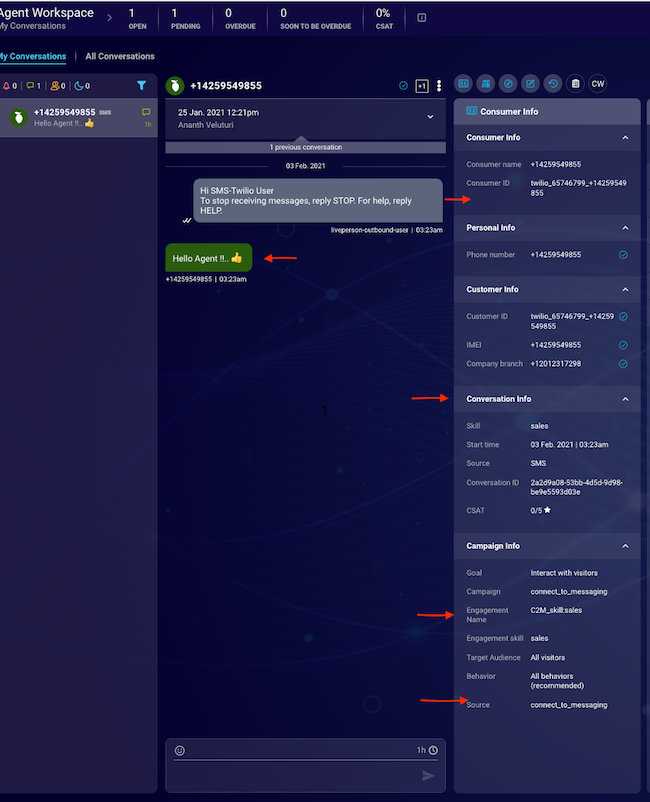 Agent Workspace
My Conversations
1
OPEN
1
PENDING
0
OVERDUE
0
SOON TO BE OVERDUE
0%
CSAT
My Conversations
All Conversations
0 1 0 0
+14259549855 SMS
Hello Agent !!.. 👍
1h
+14259549855
+1
CW
25 Jan. 2021 12:21pm
Ananth Veluturi
1 previous conversation
03 Feb. 2021
Hi SMS-Twilio User
To stop receiving messages, reply STOP. For help, reply
HELP.
liveperson-outbound-user | 03:23am
Hello Agent !!.. 👍
+14259549855 | 03:23am
1
1h
Consumer Info
Consumer Info
Consumer name +14259549855
Consumer ID twilio_65746799_+14259549
855
Personal Info
Phone number +14259549855
Customer Info
Customer ID twilio_65746799_+14259
549855
IMEI +14259549855
Company branch +12012317298
Conversation Info
Skill sales
Start time 03 Feb. 2021 | 03:23am
Source SMS
Conversation ID 2a2d9a08-53bb-4d5d-9d98-
be9e5593d03e
CSAT 0/5 ★
Campaign Info
Goal Interact with visitors
Campaign connect_to_messaging
Engagement C2M_skill:sales
Name
Engagement skill sales
Target Audience All visitors
Behavior All behaviors
(recommended)
Source connect_to_messaging